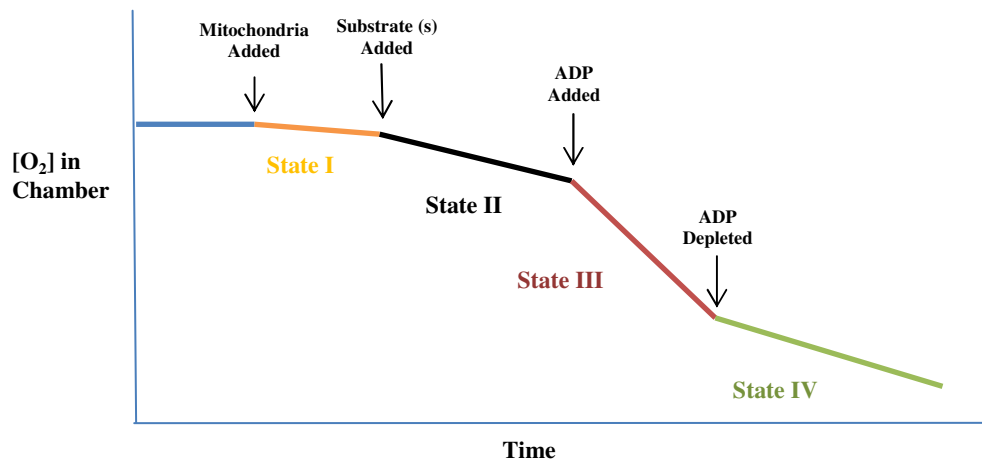 Mitochondria
Added
Substrate (s)
Added
ADP
Added
[O₂] in
Chamber
State I
State II
ADP
Depleted
State III
State IV
Time